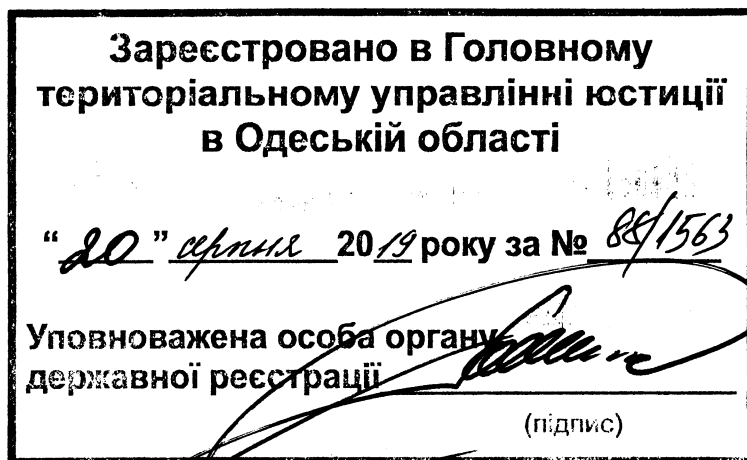 Зареєстровано в Головному
територіальному управлінні юстиції
в Одеській області
“20” серпня 2019 року за № 88/1563
Уповноважена особа органу
державної реєстрації
(підпис)